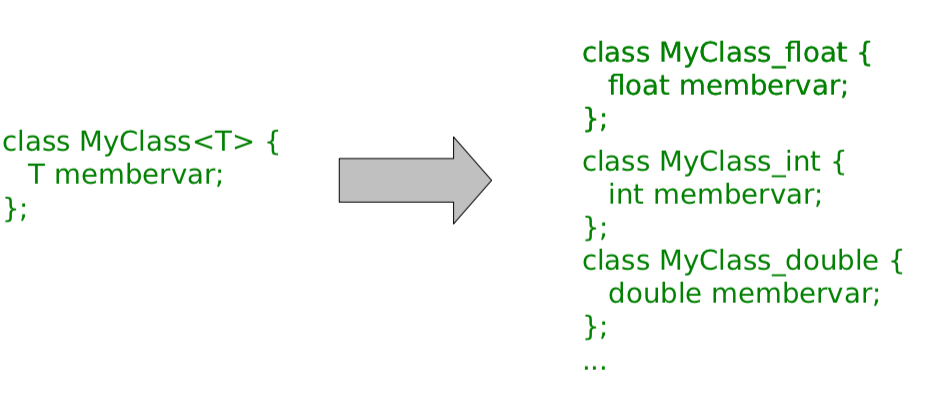 class MyClass<T> {
T membervar;
};
class MyClass_float {
float membervar;
};
class MyClass_int {
int membervar;
};
class MyClass_double {
double membervar;
};
...